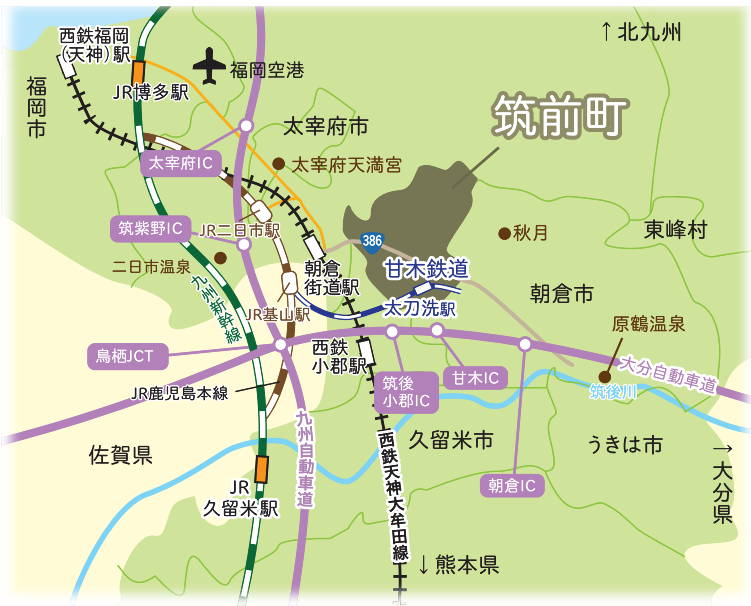 西鉄福岡
(天神)駅
↑北九州
福岡空港
JR博多駅
福岡市
筑前町
太宰府市
太宰府IC
太宰府天満宮
筑紫野IC
JR二日市駅
386
秋月
東峰村
二日市温泉
朝倉
街道駅
甘木鉄道
九州新幹線
朝倉市
JR基山駅
太刀洗駅
原鶴温泉
鳥栖JCT
西鉄
小郡駅
大分自動車道
筑後
小郡IC
甘木IC
JR鹿児島本線
筑後川
九州自動車道
西鉄天神大牟田線
佐賀県
久留米市
うきは市
→大分県
JR
久留米駅
朝倉IC
↓熊本県